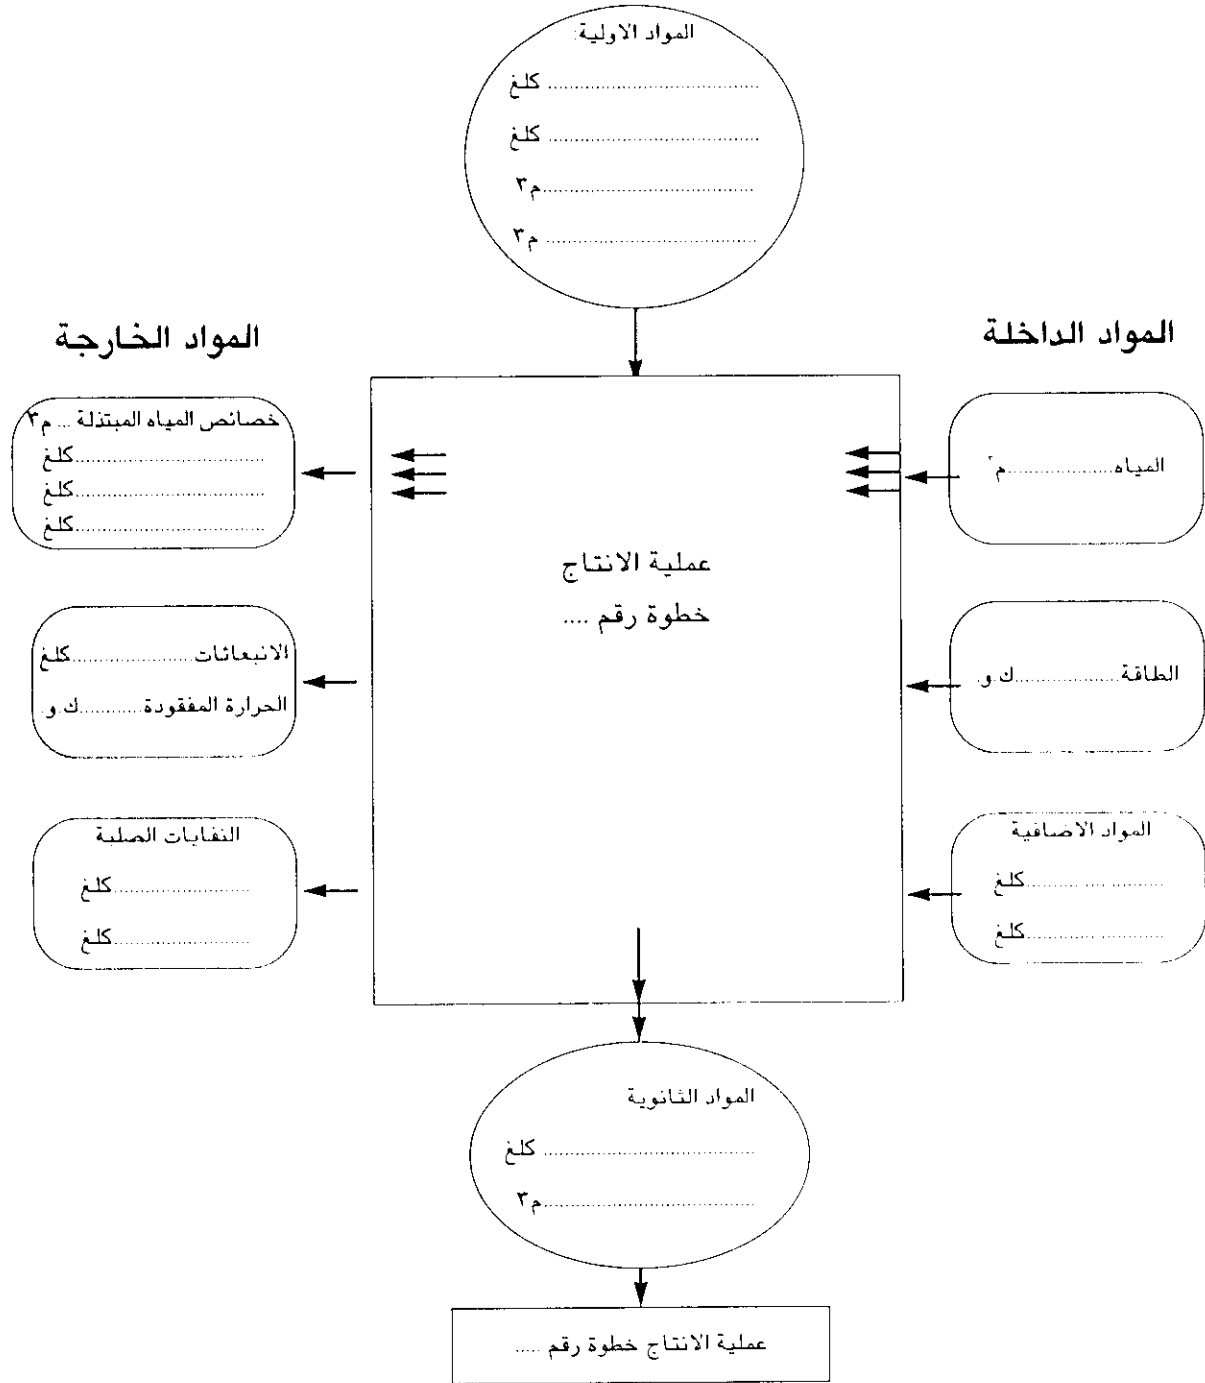 المواد الاولية:
........................ كلغ
........................ كلغ
........................م٣
........................ م٣
المواد الداخلة
المياه..................م٣
الطاقة..................ك.و.
المواد الاضافية
..................كلغ
..................كلغ
عملية الانتاج
خطوة رقم ....
المواد الخارجة
خصائص المياه المبتذلة ... م٣
........................كلغ
........................كلغ
........................كلغ
الانبعاثات..................كلغ
الحرارة المفقودة............ك.و.
النفايات الصلبة
..................كلغ
..................كلغ
المواد الثانوية
........................ كلغ
........................م٣
عملية الانتاج خطوة رقم .....